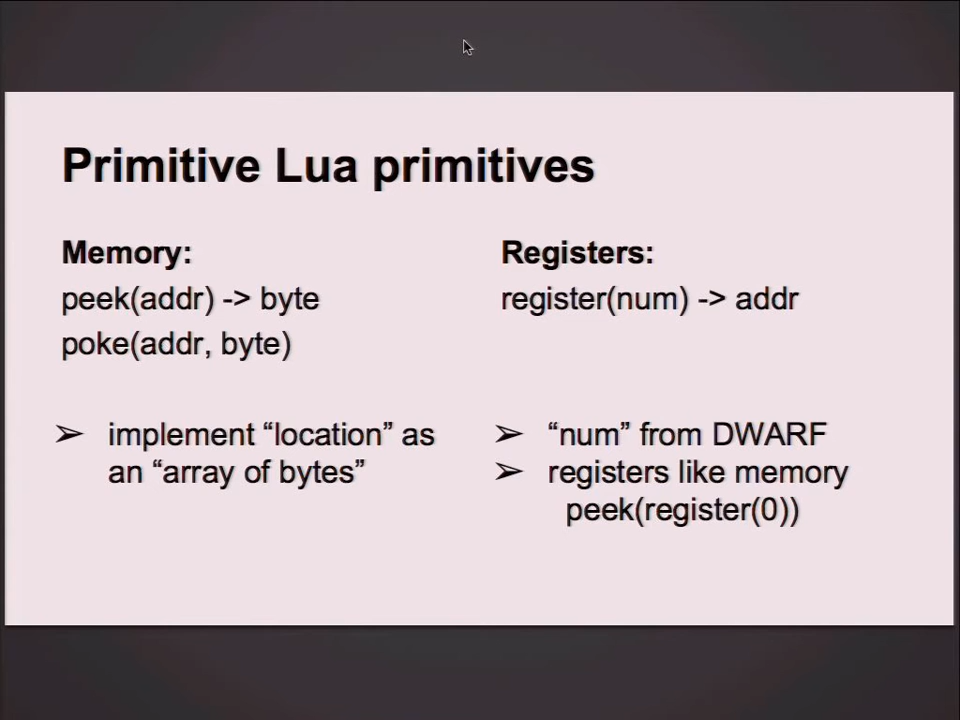 Primitive Lua primitives
Memory:
peek(addr) -> byte
poke(addr, byte)
➢ implement “location” as
an “array of bytes”
Registers:
register(num) -> addr
➢ “num” from DWARF
➢ registers like memory
peek(register(0))